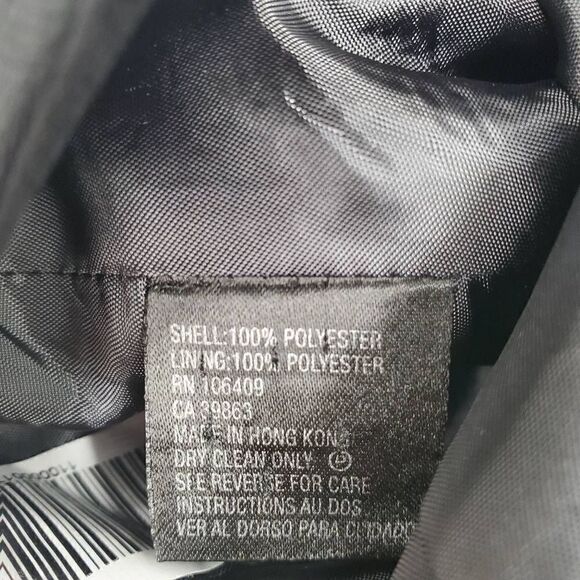 SHELL:100% POLYESTER
LINING:100% POLYESTER
RN 106409
CA 39863
MADE IN HONG KONG
DRY CLEAN ONLY.
SEE REVERSE FOR CARE
INSTRUCTIONS AU DOS
VER AL DORSO PARA CUIDADO